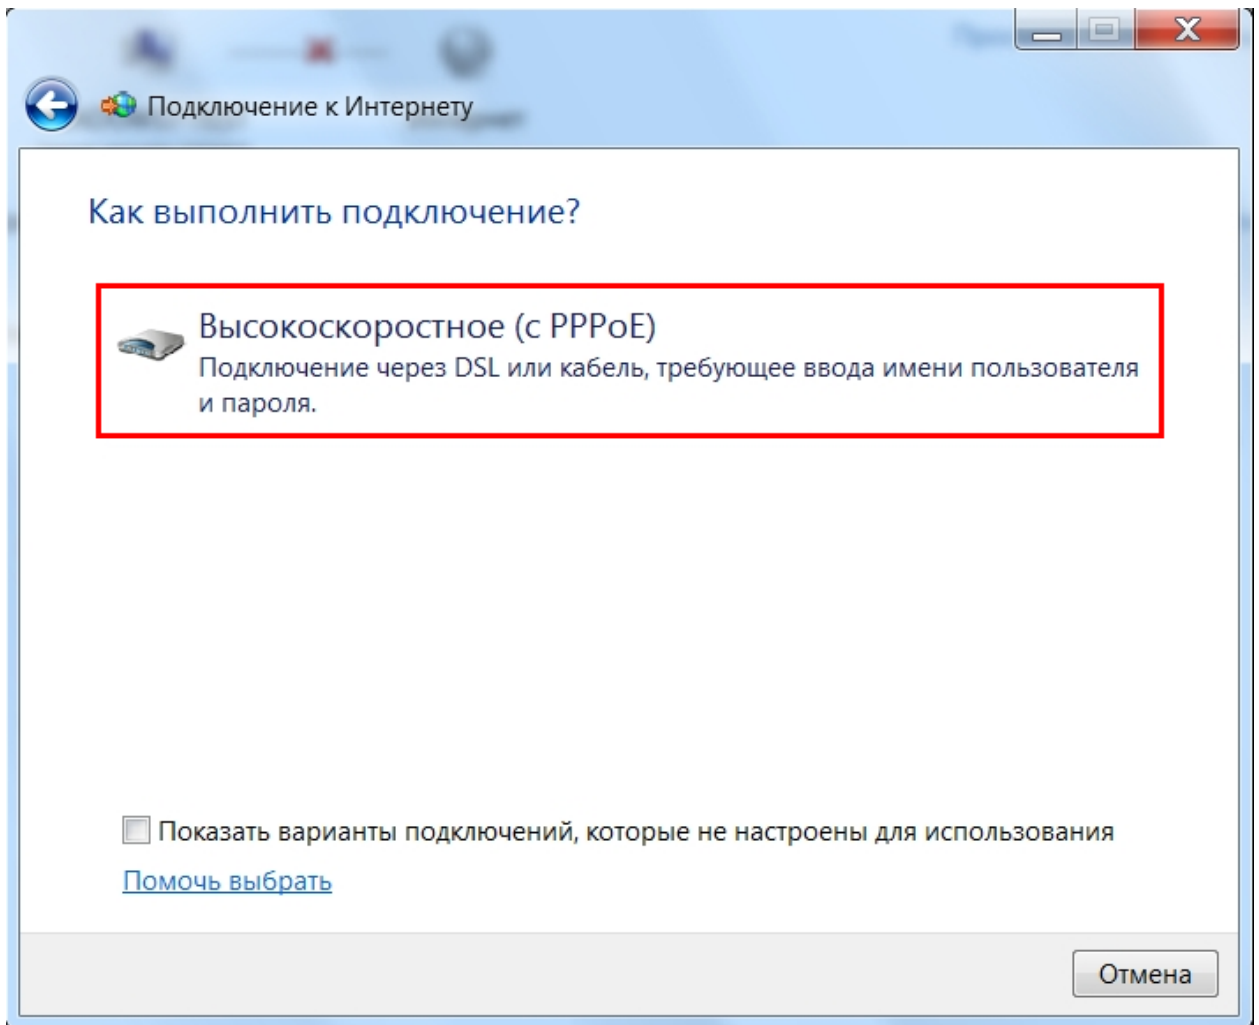 Подключение к Интернету
Как выполнить подключение?
Высокоскоростное (с PPPoE)
Подключение через DSL или кабель, требующее ввода имени пользователя
и пароля.
Показать варианты подключений, которые не настроены для использования
Помочь выбрать
Отмена